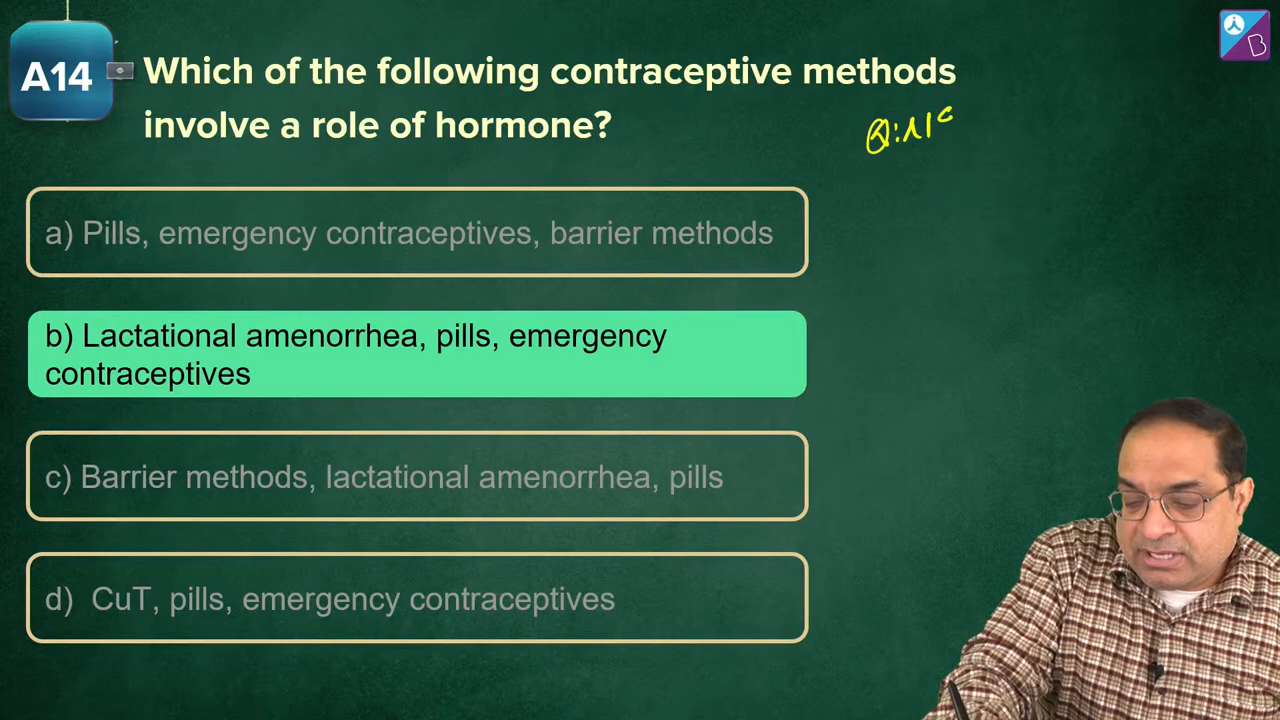 A14
Which of the following contraceptive methods
involve a role of hormone?
a) Pills, emergency contraceptives, barrier methods
b) Lactational amenorrhea, pills, emergency
contraceptives
c) Barrier methods, lactational amenorrhea, pills
d) CuT, pills, emergency contraceptives
B